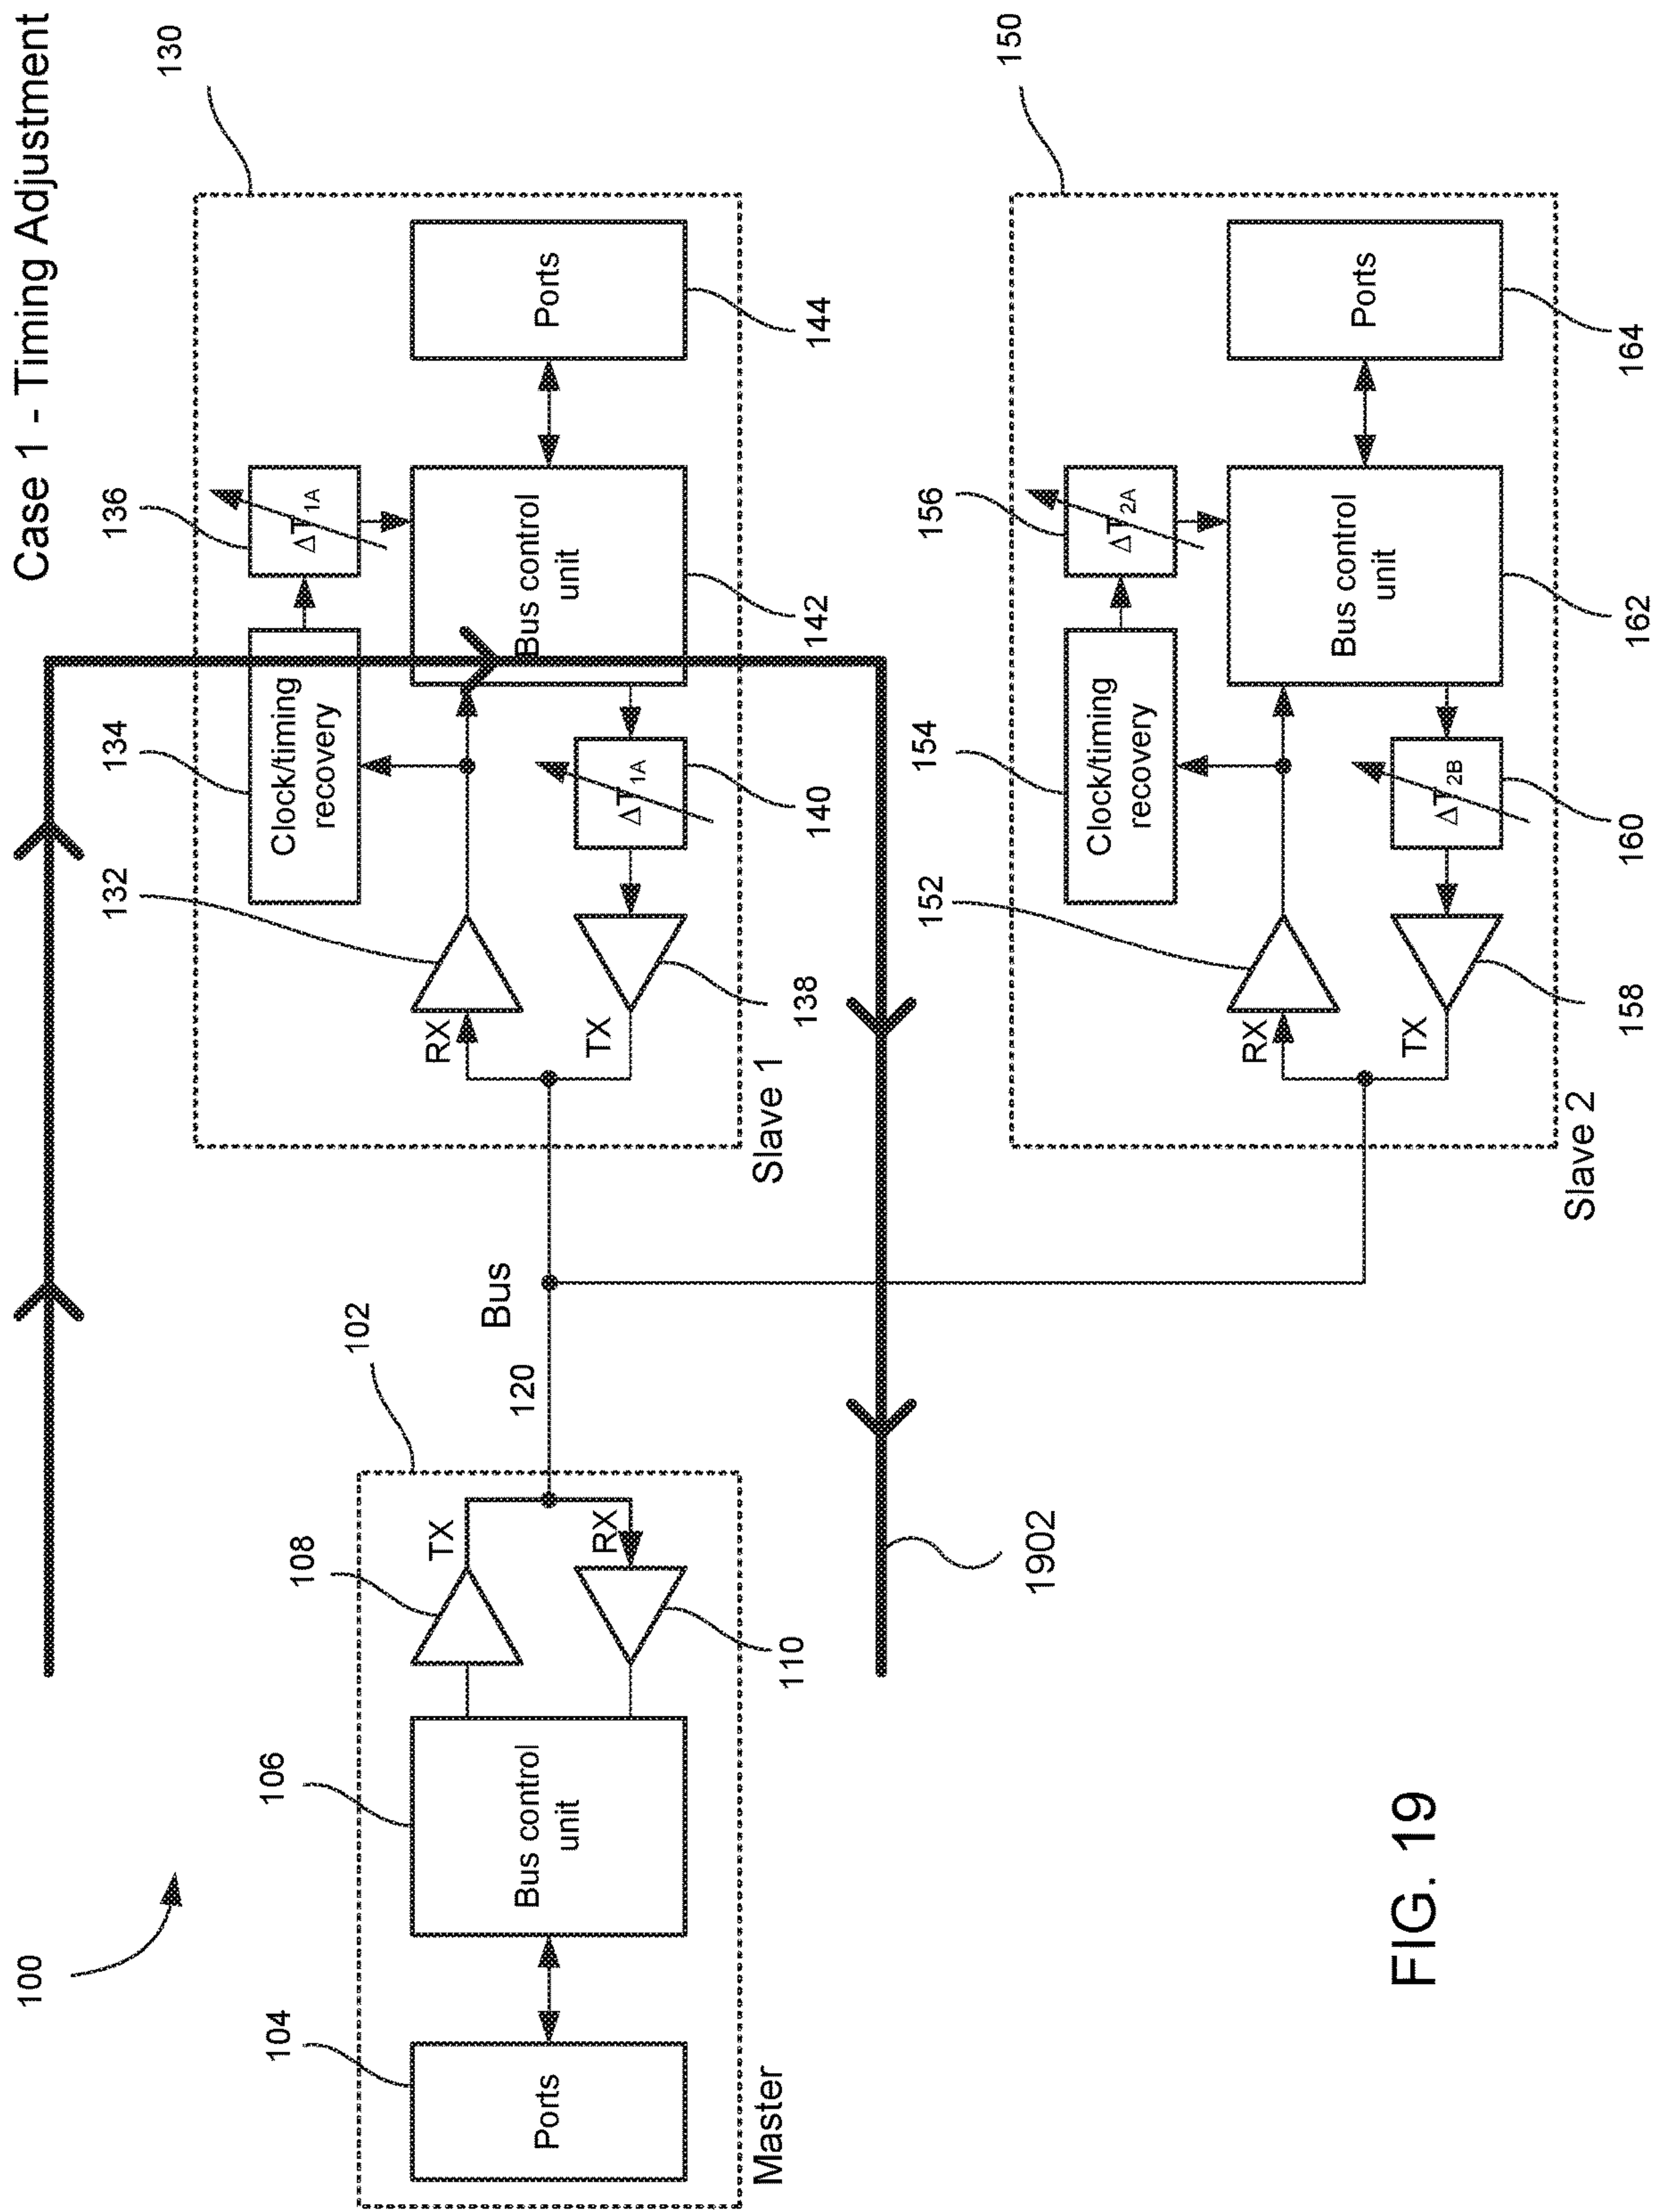 Case 1 - Timing Adjustment
100
130
136
134
132
ΔT1A
Clock/timing
recovery
102
108
106
104
Ports
Bus control
unit
TX
RX
110
Master
120
Bus
RX
TX
Bus control
unit
Ports
ΔT1A
138
140
142
144
Slave 1
1902
150
156
154
152
ΔT2A
Clock/timing
recovery
RX
TX
Bus control
unit
Ports
ΔT2B
158
160
162
164
Slave 2
FIG. 19